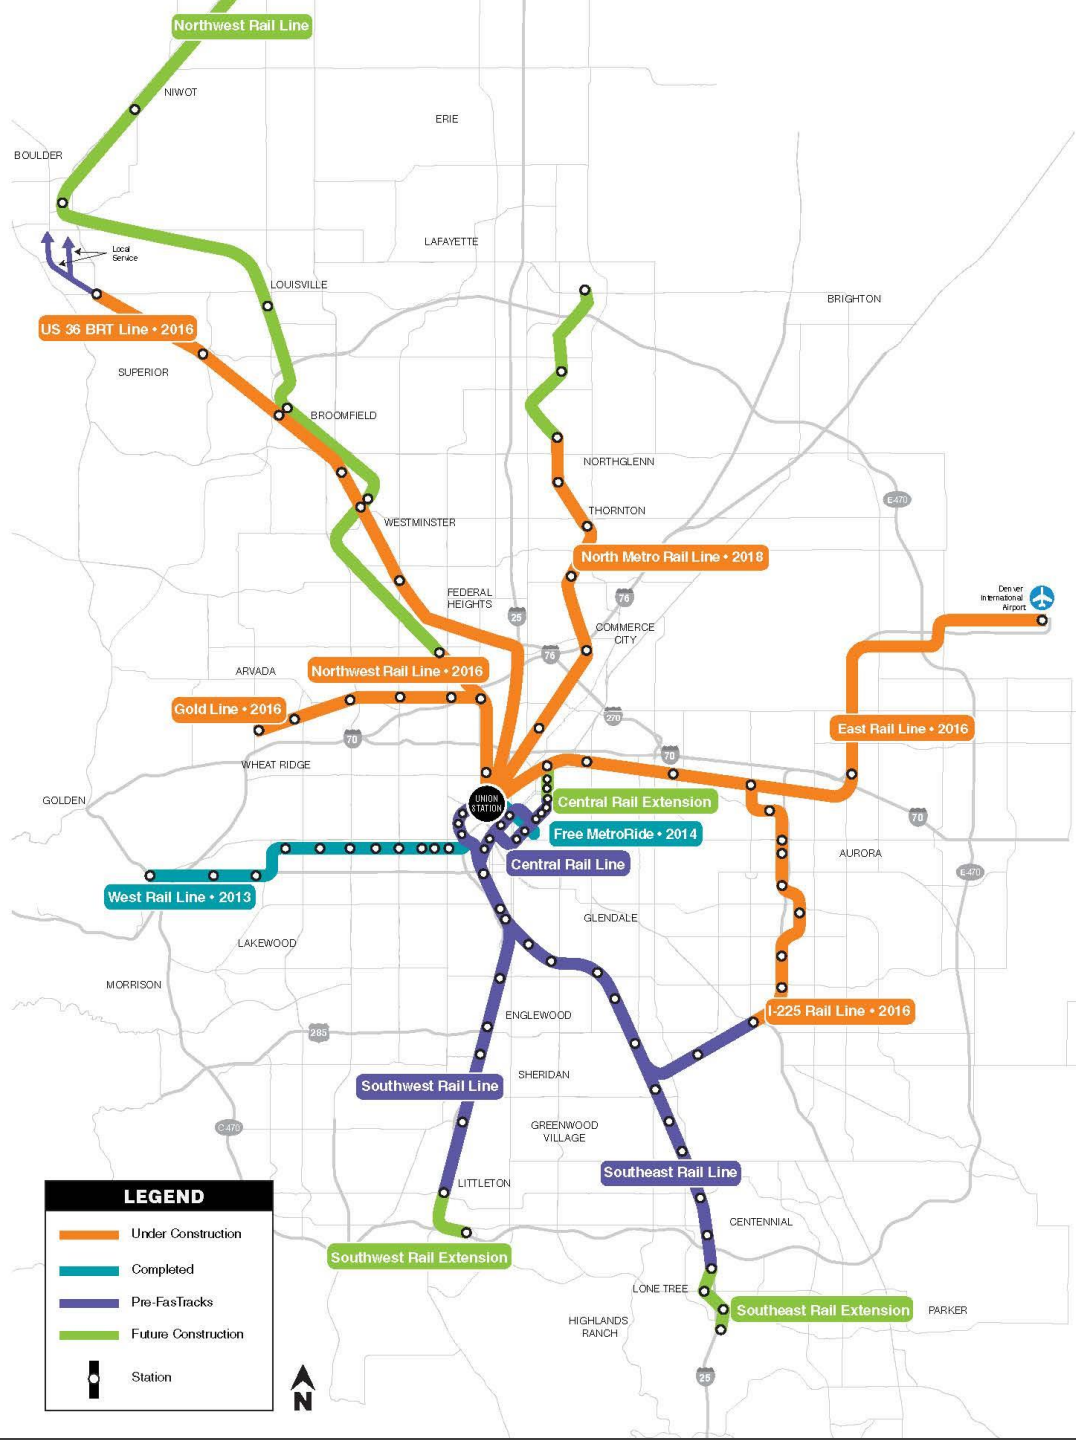 Northwest Rail Line
NIWOT
ERIE
BOULDER
LAFAYETTE
Local
Service
LOUISVILLE
BRIGHTON
US 36 BRT Line • 2016
SUPERIOR
BROOMFIELD
NORTHGLENN
E-470
THORNTON
WESTMINSTER
North Metro Rail Line • 2018
Denver
International
Airport
FEDERAL
HEIGHTS
76
25
COMMERCE
CITY
76
ARVADA
Northwest Rail Line • 2016
Gold Line • 2016
270
East Rail Line • 2016
70
70
WHEAT RIDGE
GOLDEN
UNION
STATION
Central Rail Extension
70
Free MetroRide • 2014
AURORA
Central Rail Line
E-470
West Rail Line • 2013
GLENDALE
LAKEWOOD
MORRISON
I-225 Rail Line • 2016
ENGLEWOOD
285
SHERIDAN
Southwest Rail Line
GREENWOOD
VILLAGE
C-470
Southeast Rail Line
LITTLETON
LEGEND
Under Construction
Completed
Pre-FasTracks
Future Construction
Station
CENTENNIAL
Southwest Rail Extension
LONE TREE
Southeast Rail Extension
PARKER
HIGHLANDS
RANCH
25
N